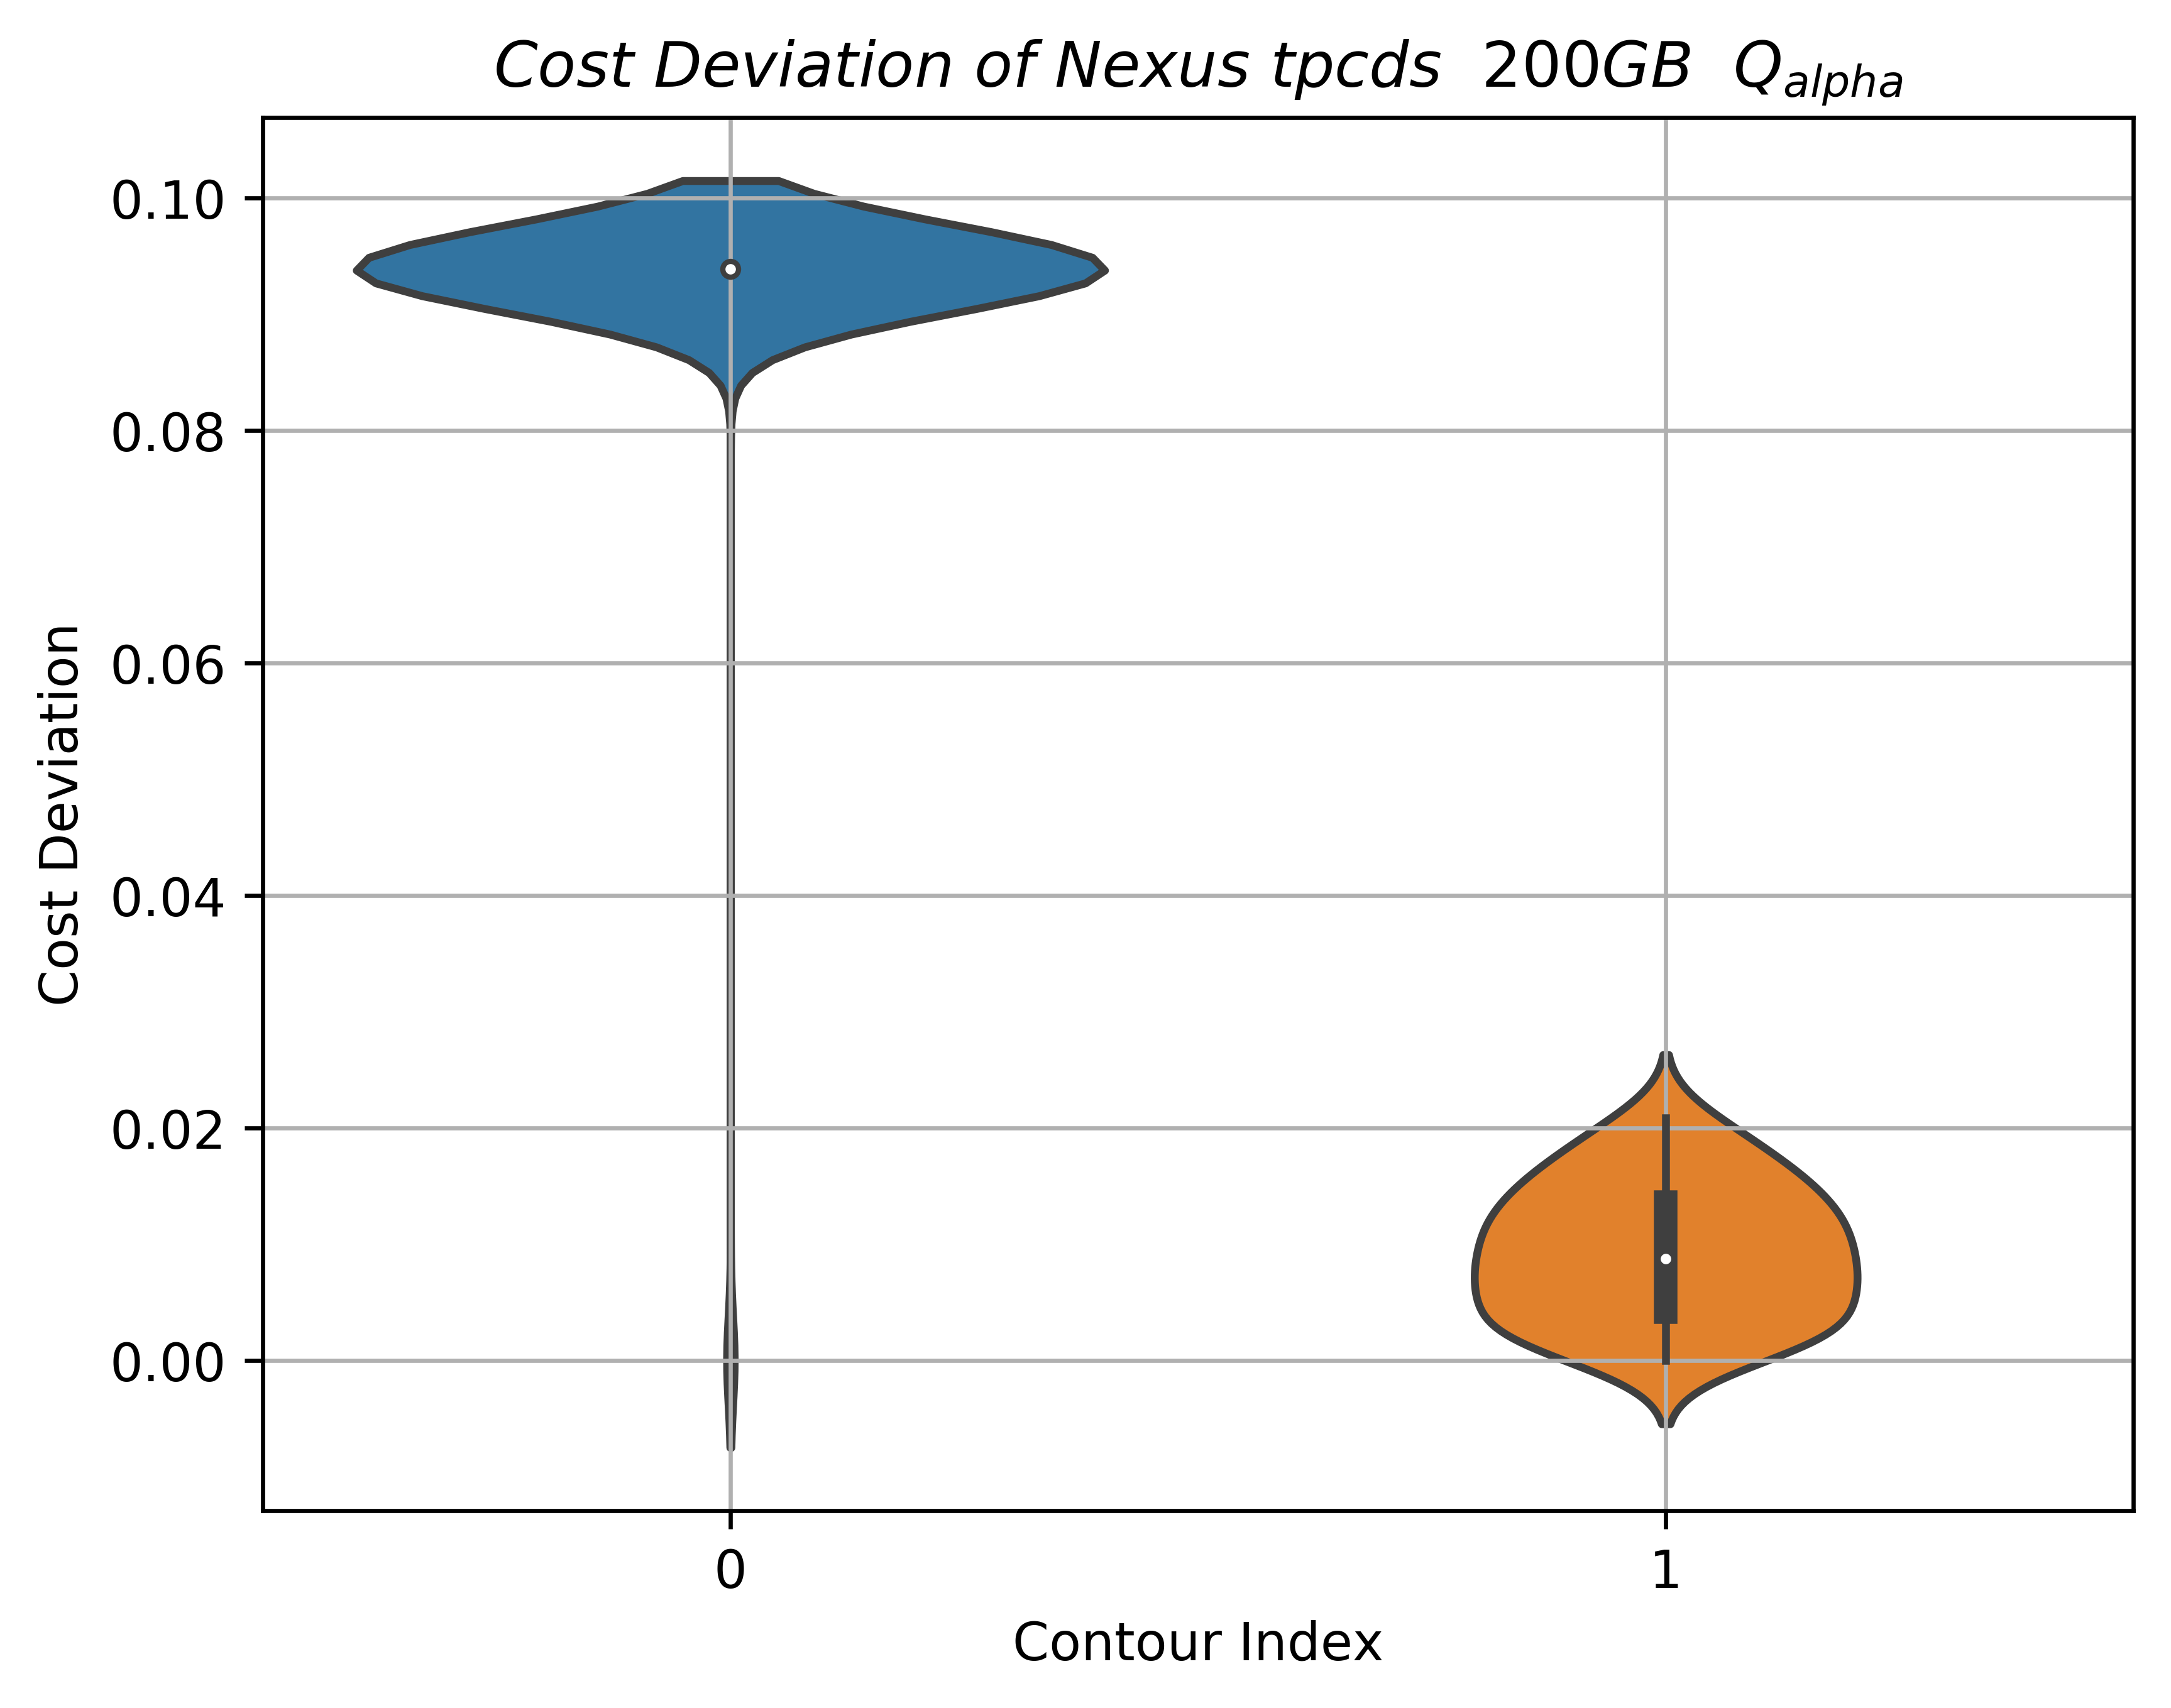 Cost Deviation of Nexus tpcds 200GB Q_alpha
0.10
0.08
0.06
0.04
0.02
0.00
Cost Deviation
0 1
Contour Index